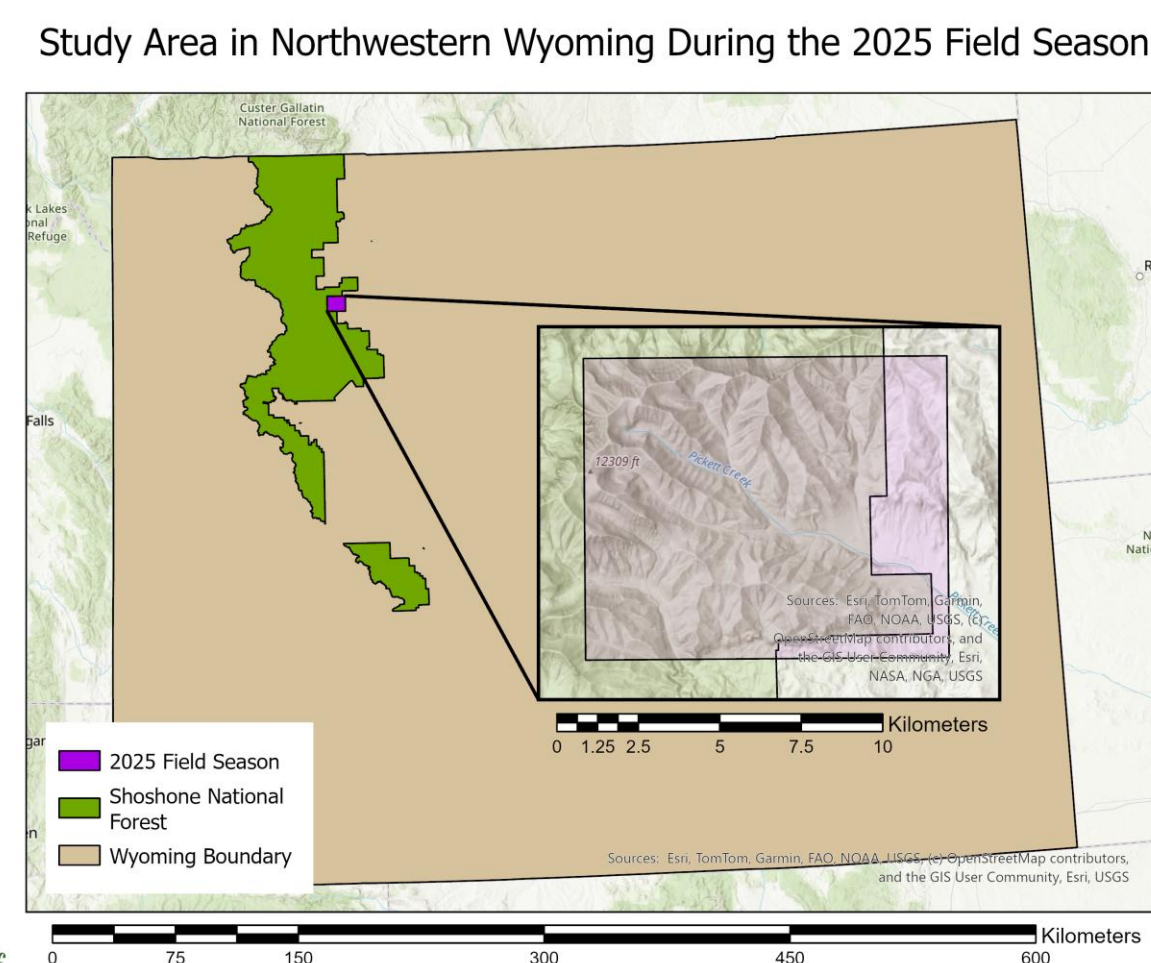 Study Area in Northwestern Wyoming During the 2025 Field Season
Custer Gallatin
National Forest
k Lakes
onal
Refuge
R
Falls
12309 ft
Pickett Creek
Sources: Esri, TomTom, Garmin,
FAO, NOAA, USGS, (c)
OpenStreetMap contributors, and
the GIS User Community, Esri,
NASA, NGA, USGS
Pickett Creek
N
Nati
Kilometers
0 1.25 2.5 5 7.5 10
gar
2025 Field Season
Shoshone National
Forest
Wyoming Boundary
en
Sources: Esri, TomTom, Garmin, FAO, NOAA, USGS, (c) OpenStreetMap contributors,
and the GIS User Community, Esri, USGS
Kilometers
0 75 150 300 450 600